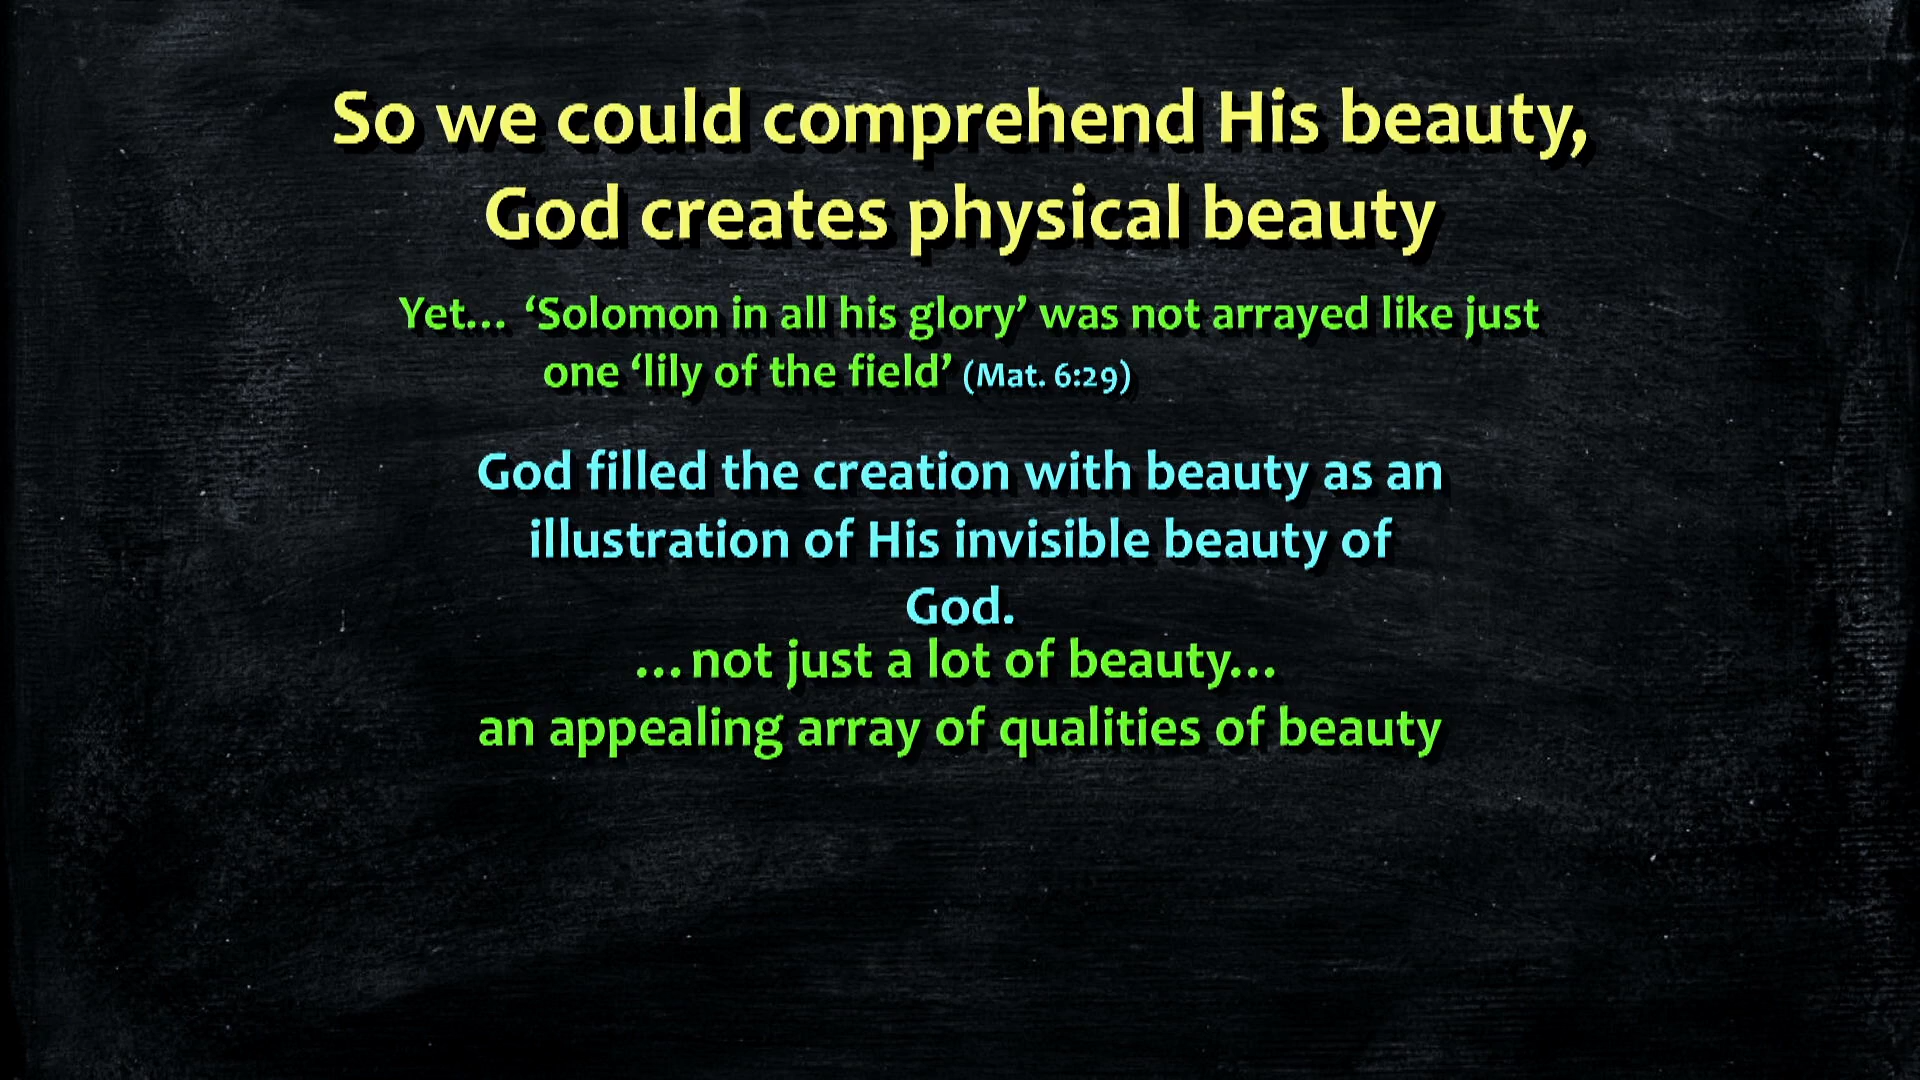 So we could comprehend His beauty,
God creates physical beauty
Yet… ‘Solomon in all his glory’ was not arrayed like just
one ‘lily of the field’ (Mat. 6:29)
God filled the creation with beauty as an
illustration of His invisible beauty of
God.
…not just a lot of beauty…
an appealing array of qualities of beauty